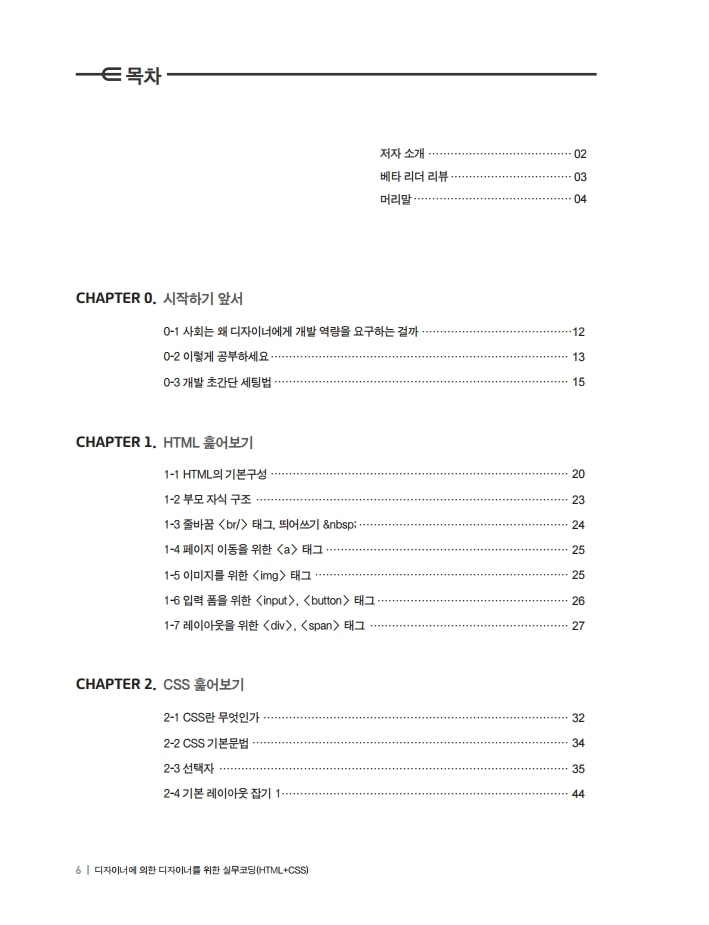 목차
저자 소개 ······ 02
베타 리더 리뷰 ······ 03
머리말 ······ 04
CHAPTER 0. 시작하기 앞서
0-1 사회는 왜 디자이너에게 개발 역량을 요구하는 걸까 ······ 12
0-2 이렇게 공부하세요 ······ 13
0-3 개발 초간단 세팅법 ······ 15
CHAPTER 1. HTML 훑어보기
1-1 HTML의 기본구성 ······ 20
1-2 부모 자식 구조 ······ 23
1-3 줄바꿈 〈br/〉 태그, 띄어쓰기 &nbsp; ······ 24
1-4 페이지 이동을 위한 〈a〉 태그 ······ 25
1-5 이미지를 위한 〈img〉 태그 ······ 25
1-6 입력 폼을 위한 〈input〉, 〈button〉 태그 ······ 26
1-7 레이아웃을 위한 〈div〉, 〈span〉 태그 ······ 27
CHAPTER 2. CSS 훑어보기
2-1 CSS란 무엇인가 ······ 32
2-2 CSS 기본문법 ······ 34
2-3 선택자 ······ 35
2-4 기본 레이아웃 잡기 1 ······ 44
6 | 디자이너에 의한 디자이너를 위한 실무코딩(HTML+CSS)